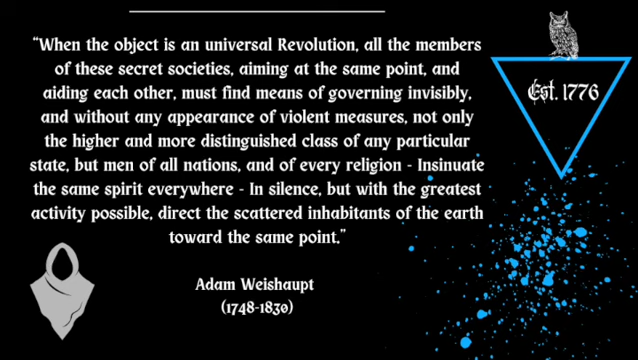 “When the object is an universal Revolution, all the members
of these secret societies, aiming at the same point, and
aiding each other, must find means of governing invisibly,
and without any appearance of violent measures, not only
the higher and more distinguished class of any particular
state, but men of all nations, and of every religion - Insinuate
the same spirit everywhere - In silence, but with the greatest
activity possible, direct the scattered inhabitants of the earth
toward the same point.”
Adam Weishaupt
(1748-1830)
Est. 1776